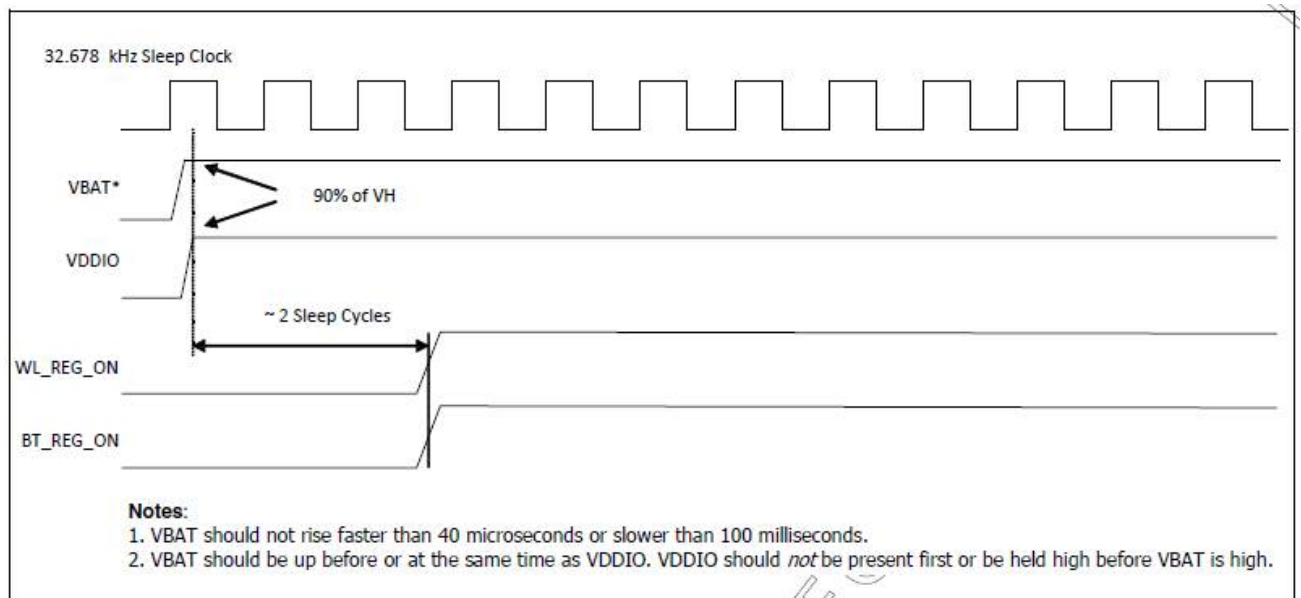 32.678 kHz Sleep Clock
VBAT*
90% of VH
VDDIO
~ 2 Sleep Cycles
WL_REG_ON
BT_REG_ON
Notes:
1. VBAT should not rise faster than 40 microseconds or slower than 100 milliseconds.
2. VBAT should be up before or at the same time as VDDIO. VDDIO should not be present first or be held high before VBAT is high.